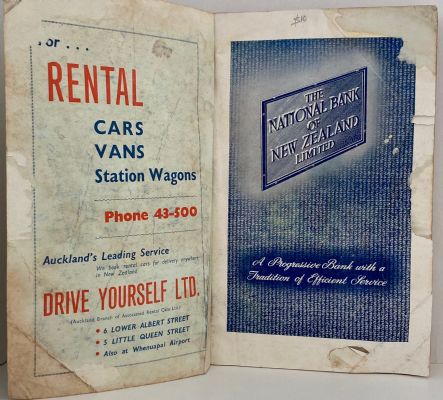 For . . .
RENTAL
CARS
VANS
Station Wagons
Phone 43-500
Auckland's Leading Service
We book rental cars for delivery anywhere
in New Zealand
DRIVE YOURSELF LTD.
(Auckland Branch of Associated Rental Cars Ltd.)
• 6 LOWER ALBERT STREET
• 5 LITTLE QUEEN STREET
• Also at Whenuapai Airport
$10
THE
NATIONAL BANK
OF
NEW ZEALAND
LIMITED
A Progressive Bank with a
Tradition of Efficient Service